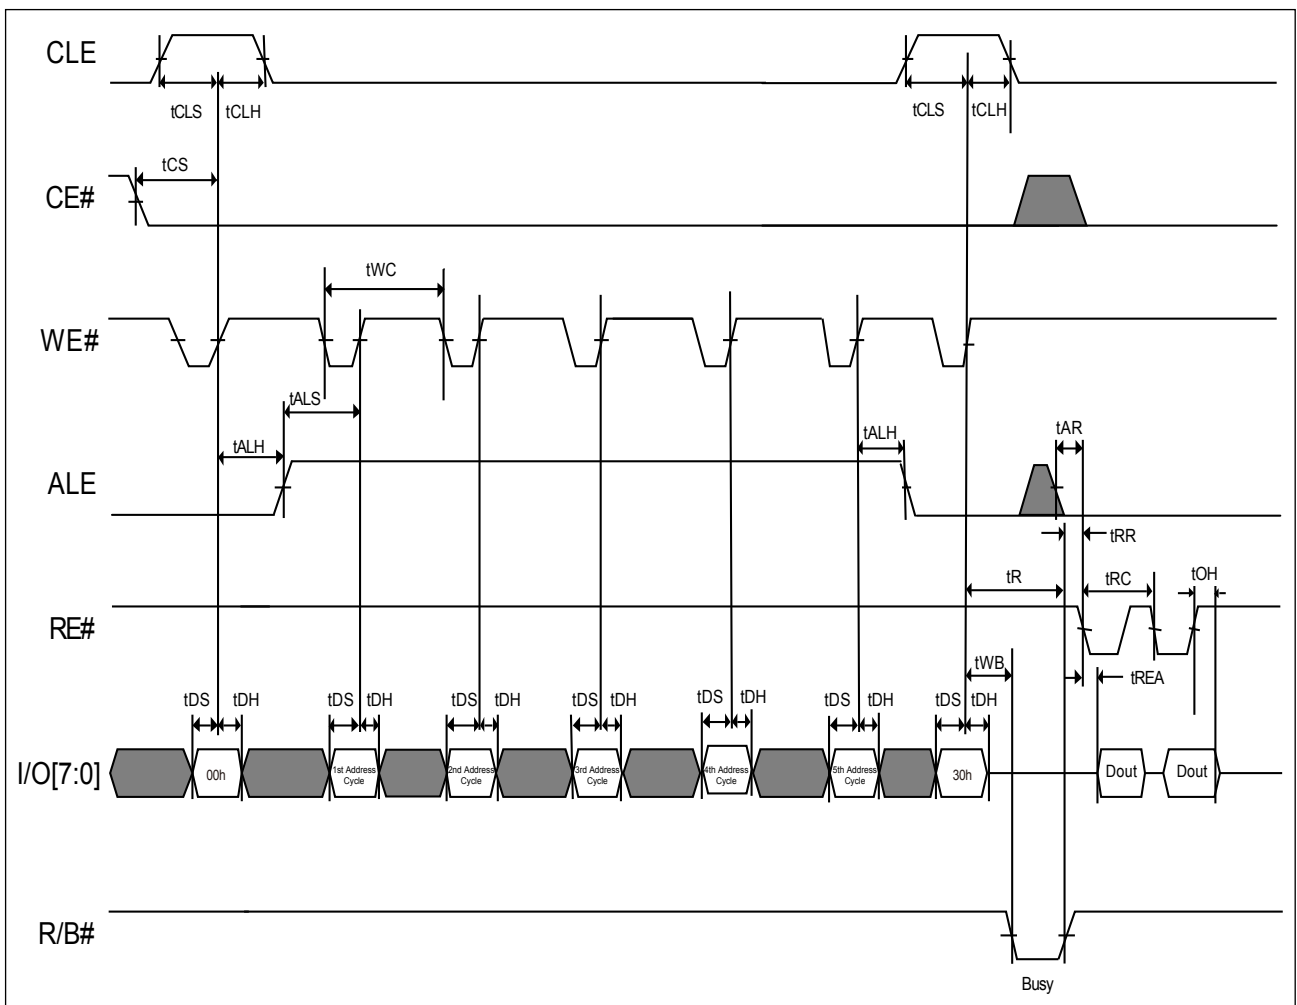 CLE
tCLS tCLH
tCLS tCLH
tCS
CE#
tWC
WE#
tALS
tALH
tALH
tAR
ALE
tRR
tR
tRC
tOH
RE#
tWB
tREA
tDS tDH
tDS tDH
tDS tDH
tDS tDH
tDS tDH
tDS tDH
tDS tDH
I/O[7:0]
00h
1st Address
Cycle
2nd Address
Cycle
3rd Address
Cycle
4th Address
Cycle
5th Address
Cycle
30h
Dout
Dout
R/B#
Busy